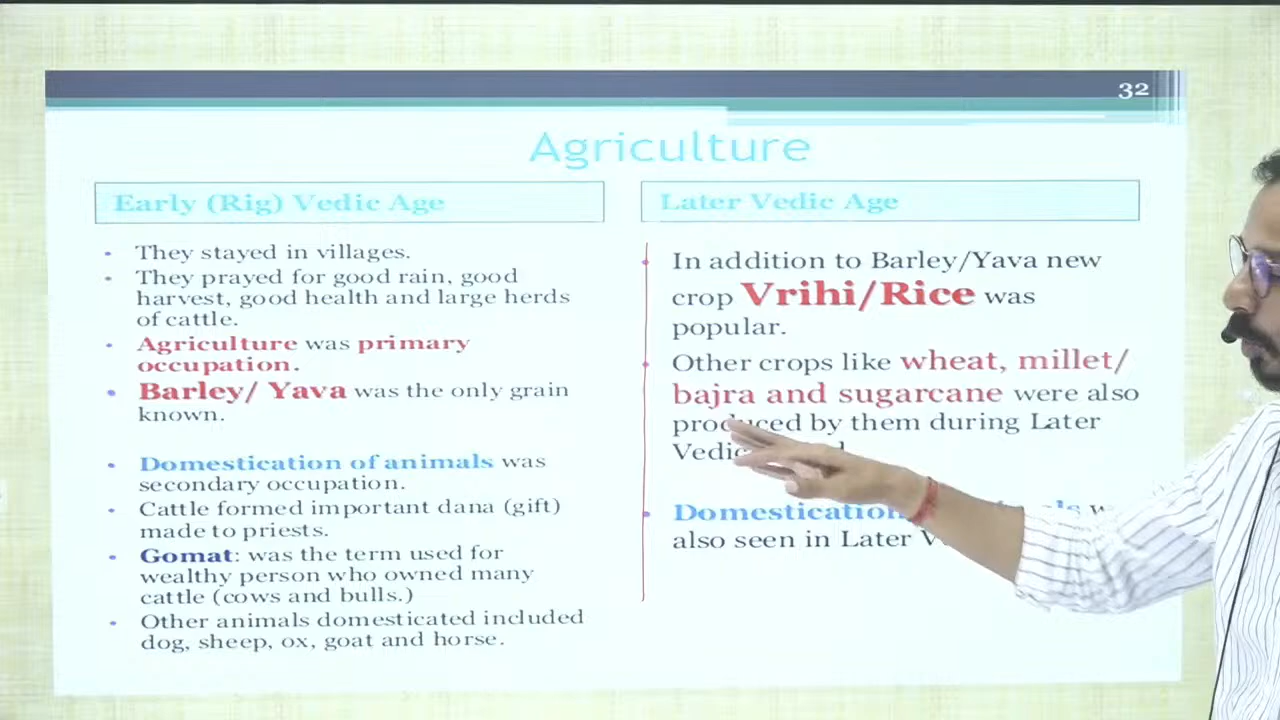 32
Agriculture
Early (Rig) Vedic Age
They stayed in villages.
They prayed for good rain, good
harvest, good health and large herds
of cattle.
Agriculture was primary
occupation.
Barley/ Yava was the only grain
known.
Domestication of animals was
secondary occupation.
Cattle formed important dana (gift)
made to priests.
Gomat: was the term used for
wealthy person who owned many
cattle (cows and bulls.)
Other animals domesticated included
dog, sheep, ox, goat and horse.
Later Vedic Age
In addition to Barley/Yava new
crop Vrihi/Rice was
popular.
Other crops like wheat, millet/
bajra and sugarcane were also
produced by them during Later
Vedic
Domestication
also seen in Later